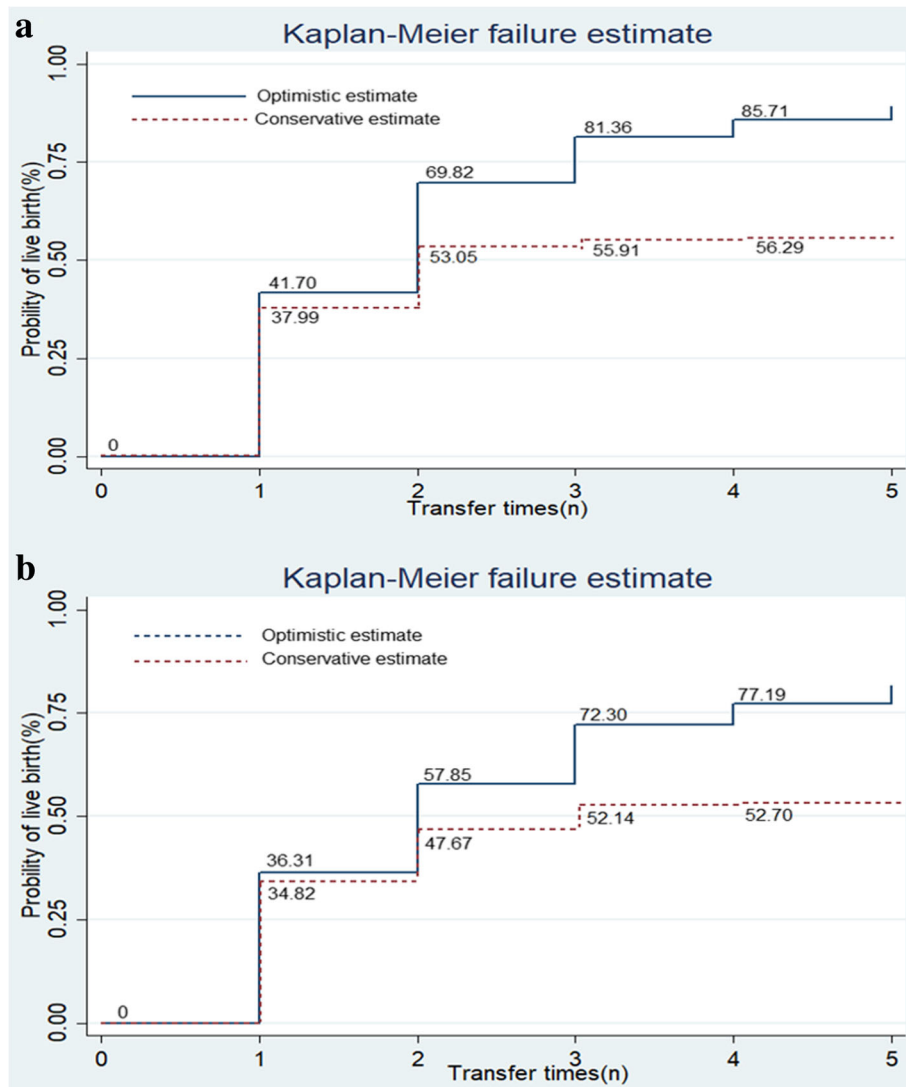 a
Kaplan-Meier failure estimate
Probility of live birth(%)
1.00
0.75
0.50
0.25
0.00
Optimistic estimate
Conservative estimate
0
41.70
37.99
69.82
53.05
81.36
55.91
85.71
56.29
0 1 2 3 4 5
Transfer times(n)
b
Kaplan-Meier failure estimate
Probility of live birth(%)
1.00
0.75
0.50
0.25
0.00
Optimistic estimate
Conservative estimate
0
36.31
34.82
57.85
47.67
72.30
52.14
77.19
52.70
0 1 2 3 4 5
Transfer times(n)